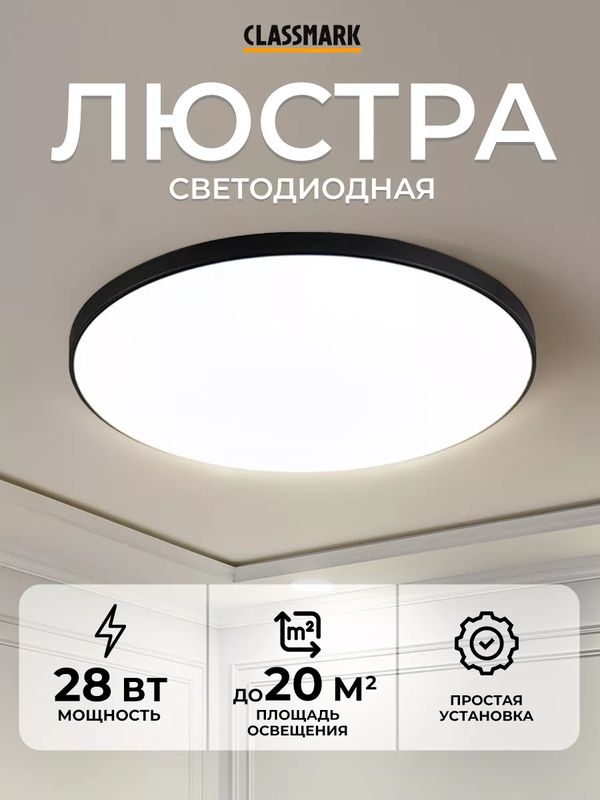 CLASSMARK
ЛЮСТРА
СВЕТОДИОДНАЯ
28 ВТ
МОЩНОСТЬ
m²
ДО 20 М²
ПЛОЩАДЬ
ОСВЕЩЕНИЯ
ПРОСТАЯ
УСТАНОВКА